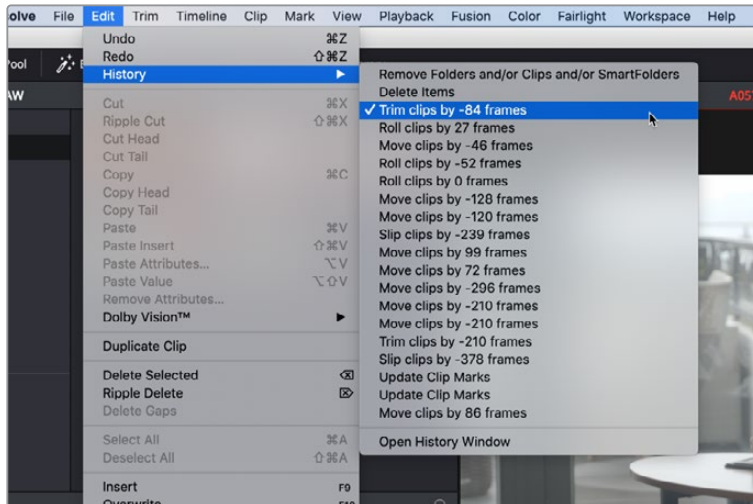 olve File Edit Trim Timeline Clip Mark View Playback Fusion Color Fairlight Workspace Help
Undo ⌘Z
Redo ⇧⌘Z
History ▶
Cut ⌘X
Ripple Cut ⇧⌘X
Cut Head
Cut Tail
Copy ⌘C
Copy Head
Copy Tail
Paste ⌘V
Paste Insert ⇧⌘V
Paste Attributes... ⌥V
Paste Value ⌥⇧V
Remove Attributes...
Dolby Vision™ ▶
Duplicate Clip
Delete Selected ⌫
Ripple Delete ⌦
Delete Gaps
Select All ⌘A
Deselect All ⇧⌘A
Insert F9
Overwrite F10
Remove Folders and/or Clips and/or SmartFolders
Delete Items
✓ Trim clips by -84 frames
Roll clips by 27 frames
Move clips by -46 frames
Roll clips by -52 frames
Roll clips by 0 frames
Move clips by -128 frames
Move clips by -120 frames
Slip clips by -239 frames
Move clips by 99 frames
Move clips by 72 frames
Move clips by -296 frames
Move clips by -210 frames
Move clips by -210 frames
Trim clips by -210 frames
Slip clips by -378 frames
Update Clip Marks
Update Clip Marks
Move clips by 86 frames
Open History Window
ool
AW
A05